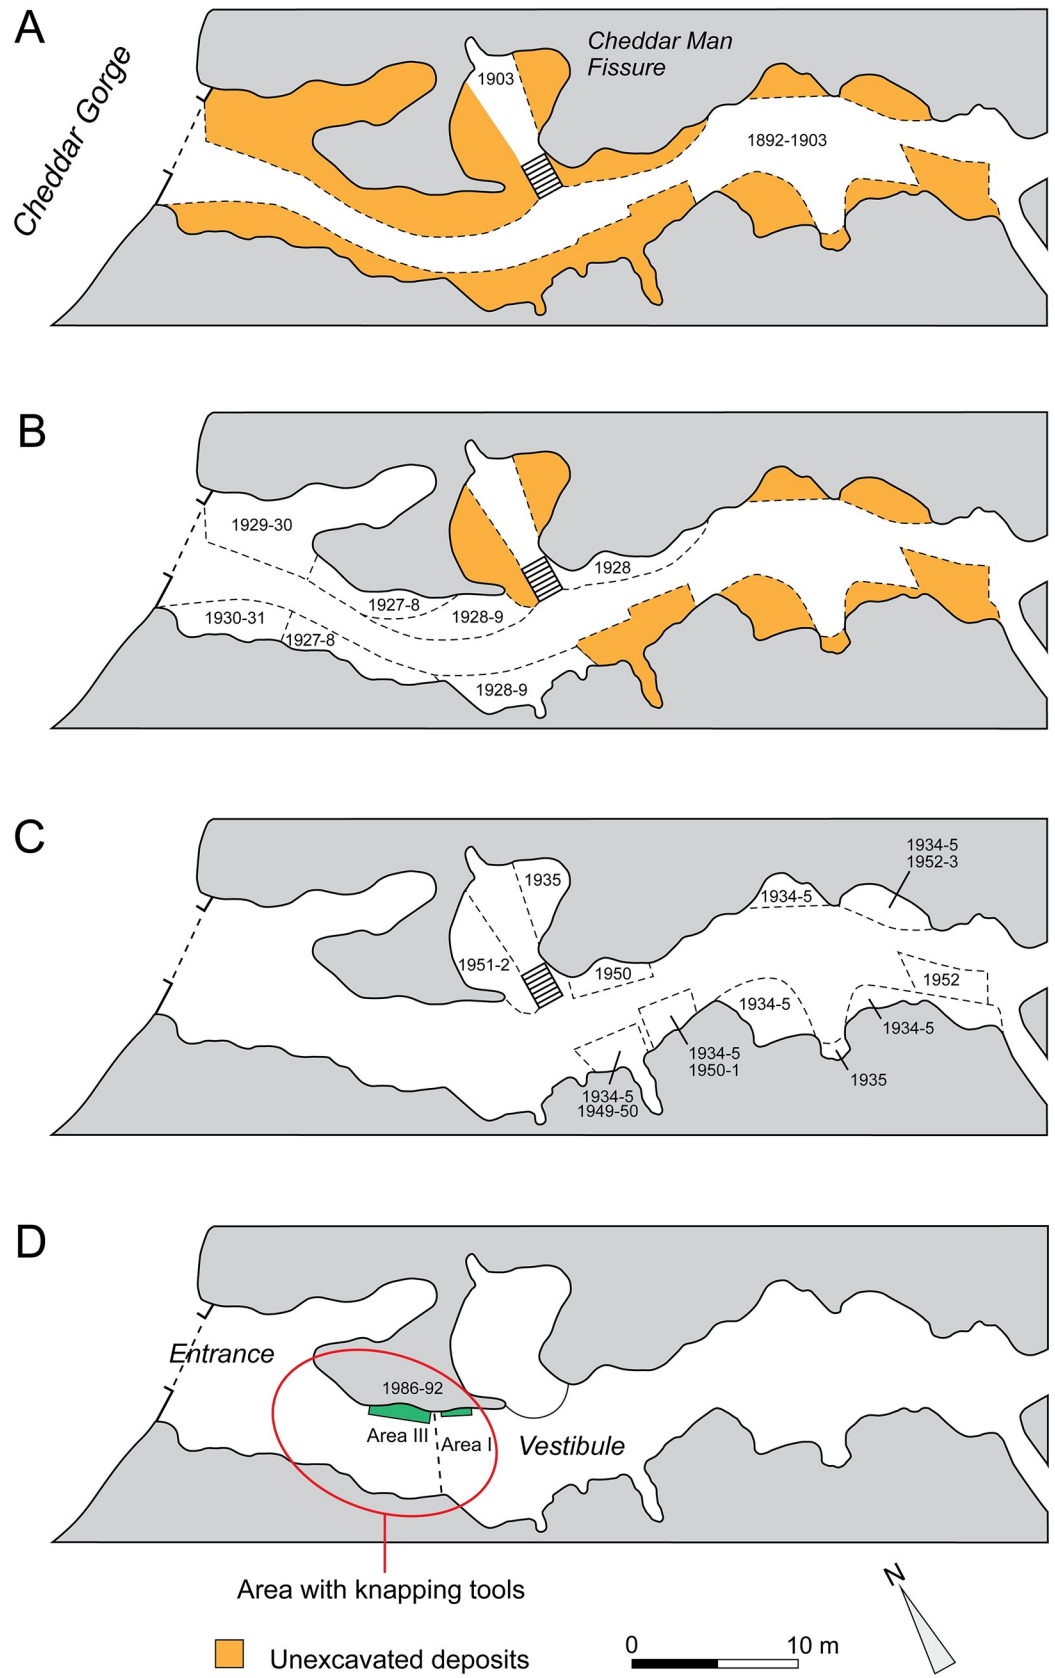 A
Cheddar Gorge
Cheddar Man
Fissure
1903
1892-1903
B
1929-30
1928
1927-8
1928-9
1930-31
1927-8
1928-9
C
1934-5
1952-3
1935
1934-5
1951-2
1950
1952
1934-5
1934-5
1934-5
1950-1
1935
1934-5
1949-50
D
Entrance
1986-92
Area III
Area I
Vestibule
Area with knapping tools
N
Unexcavated deposits
0
10 m